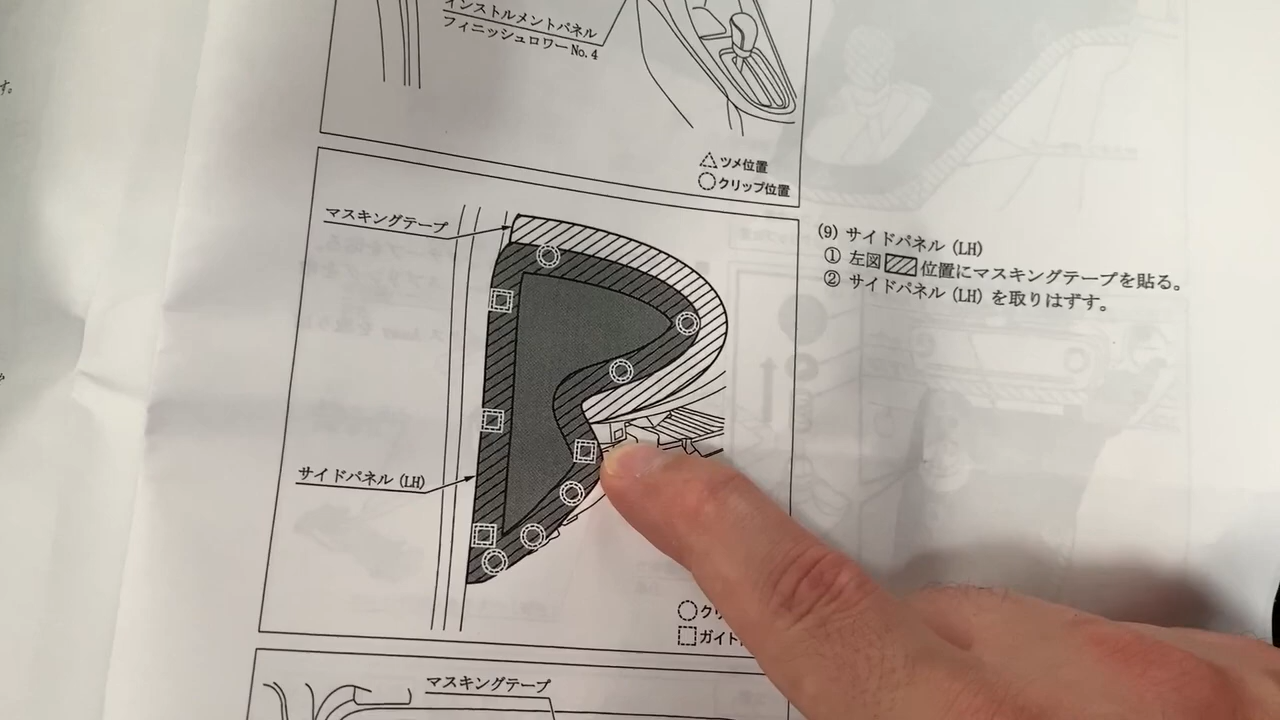 インストルメントパネル
フィニッシュロワーNo.4
ツメ位置
クリップ位置
マスキングテープ
サイドパネル(LH)
ガイド
(9) サイドパネル(LH)
① 左図 位置にマスキングテープを貼る。
② サイドパネル(LH)を取りはずす。
マスキングテープ
す。